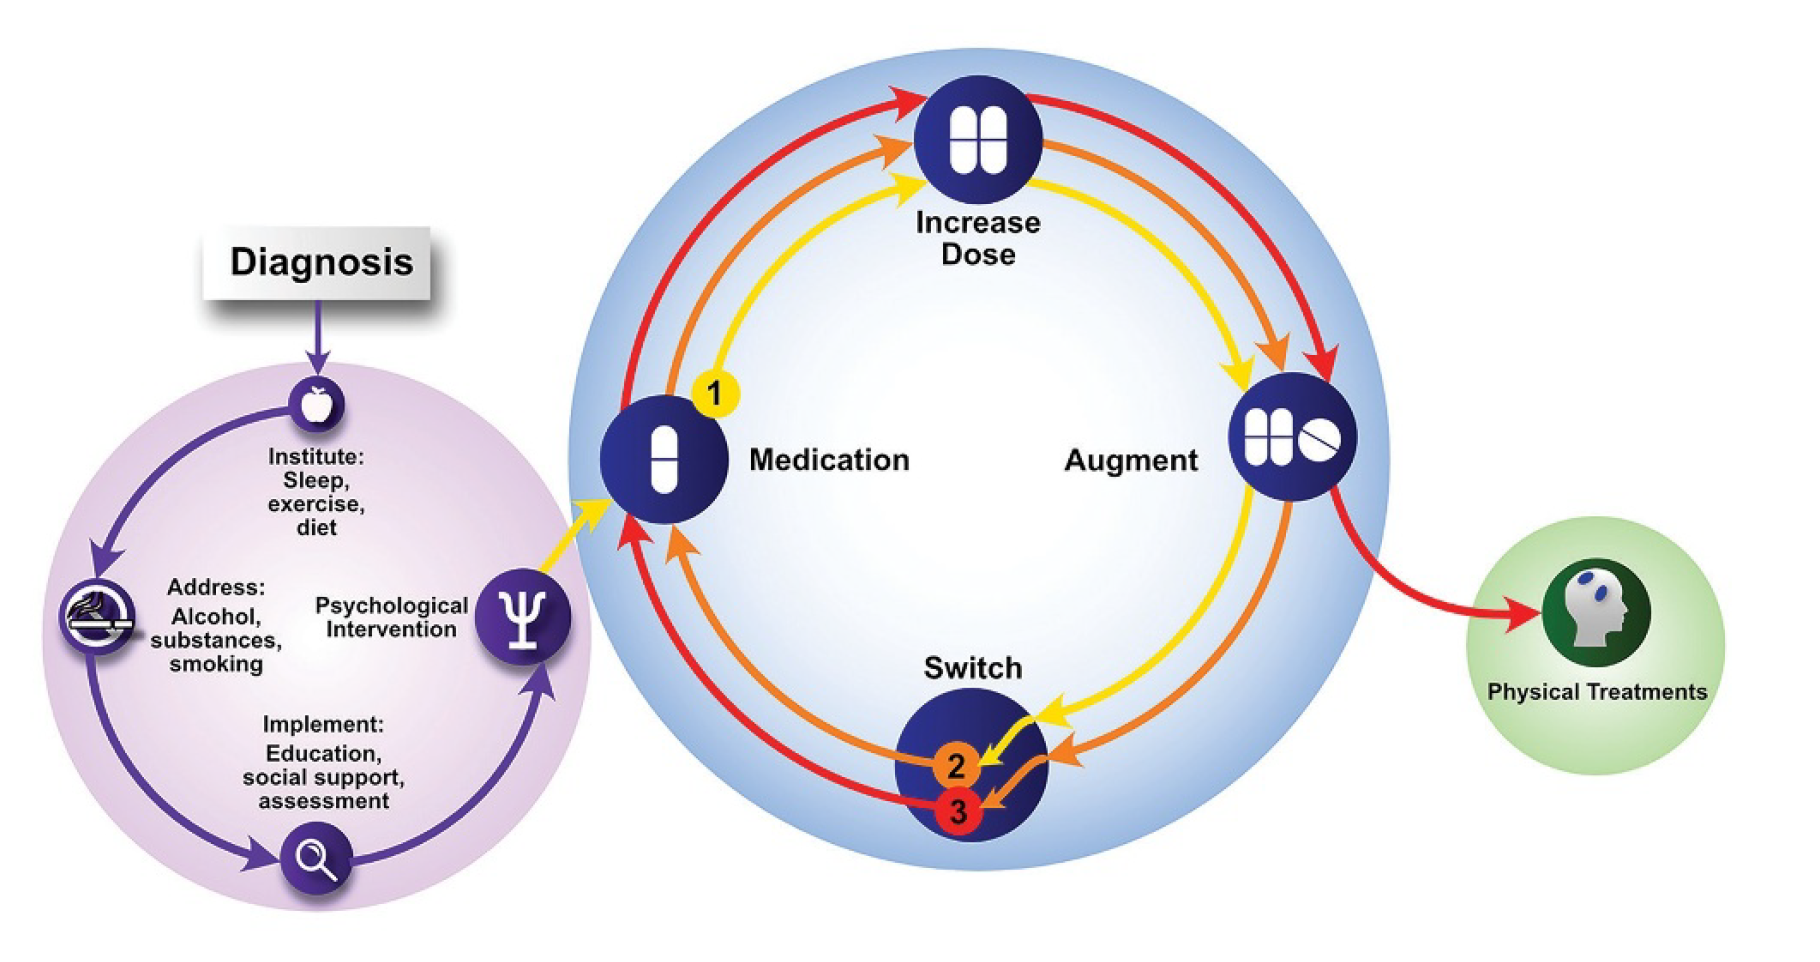 Diagnosis
Institute:
Sleep,
exercise,
diet
Address:
Alcohol,
substances,
smoking
Implement:
Education,
social support,
assessment
Psychological
Intervention
Ψ
1
Medication
Increase
Dose
Augment
Switch
2
3
Physical Treatments